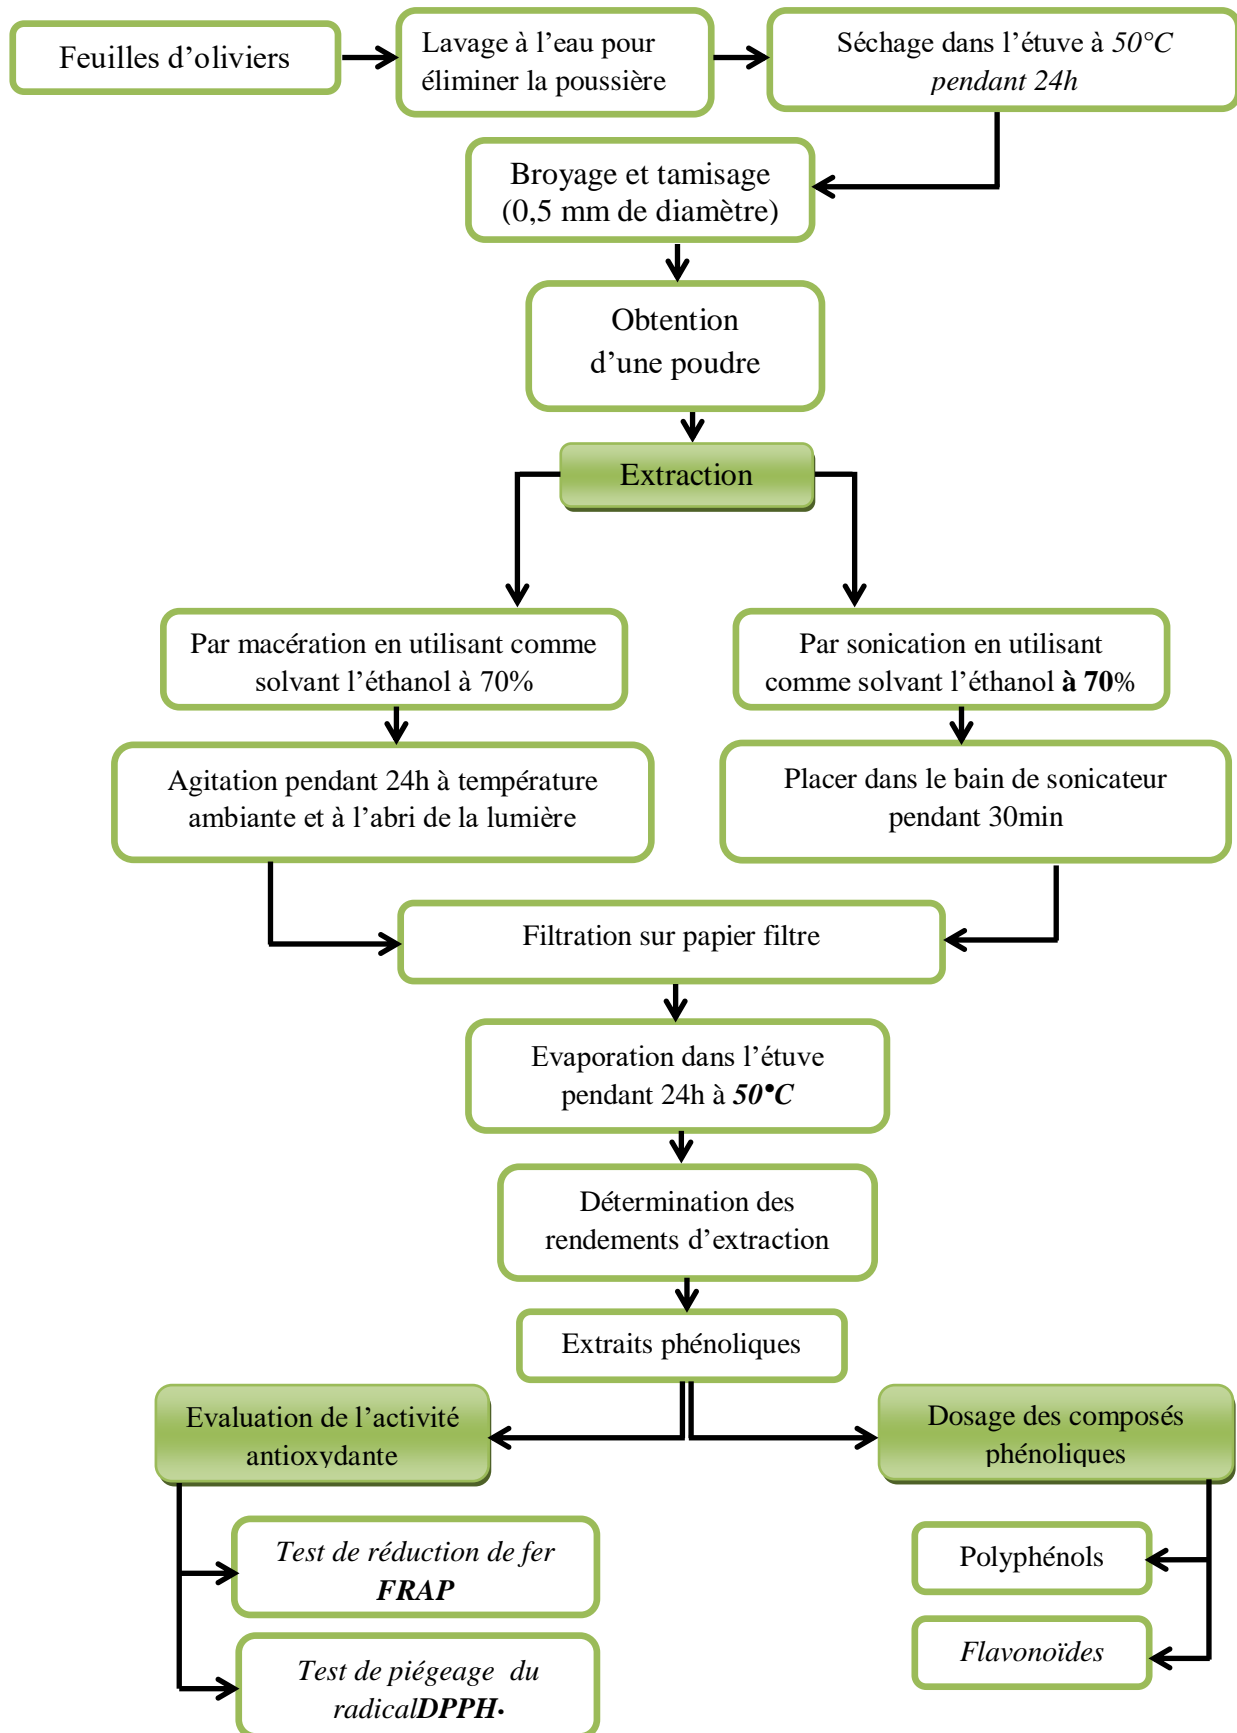 Feuilles d’oliviers
Lavage à l’eau pour
éliminer la poussière
Séchage dans l’étuve à 50°C
pendant 24h
Broyage et tamisage
(0,5 mm de diamètre)
Obtention
d’une poudre
Extraction
Par macération en utilisant comme
solvant l’éthanol à 70%
Par sonication en utilisant
comme solvant l’éthanol à 70%
Agitation pendant 24h à température
ambiante et à l’abri de la lumière
Placer dans le bain de sonicateur
pendant 30min
Filtration sur papier filtre
Evaporation dans l’étuve
pendant 24h à 50°C
Détermination des
rendements d’extraction
Extraits phénoliques
Evaluation de l’activité
antioxydante
Dosage des composés
phénoliques
Test de réduction de fer
FRAP
Polyphénols
Test de piégeage du
radicalDPPH•
Flavonoïdes